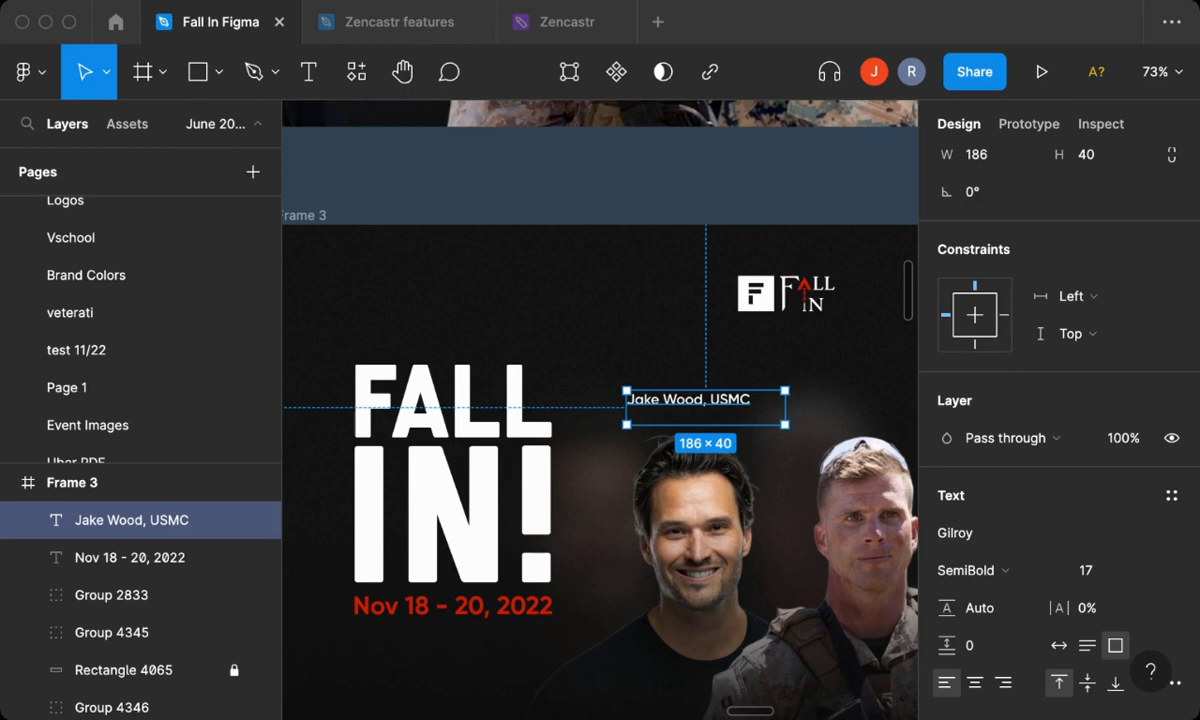 Fall In Figma
Zencastr features
Zencastr
Share
J
R
A?
73%
Layers
Assets
June 20...
Pages
Logos
Vschool
Brand Colors
veterati
test 11/22
Page 1
Event Images
Uber PDF
Frame 3
Jake Wood, USMC
Nov 18 - 20, 2022
Group 2833
Group 4345
Rectangle 4065
Group 4346
Frame 3
F
FALL
IN
Jake Wood, USMC
186 × 40
FALL
IN!
Nov 18 - 20, 2022
Design
Prototype
Inspect
W 186
H 40
0°
Constraints
Left
Top
Layer
Pass through
100%
Text
Gilroy
SemiBold
17
A Auto
|A| 0%
0
?